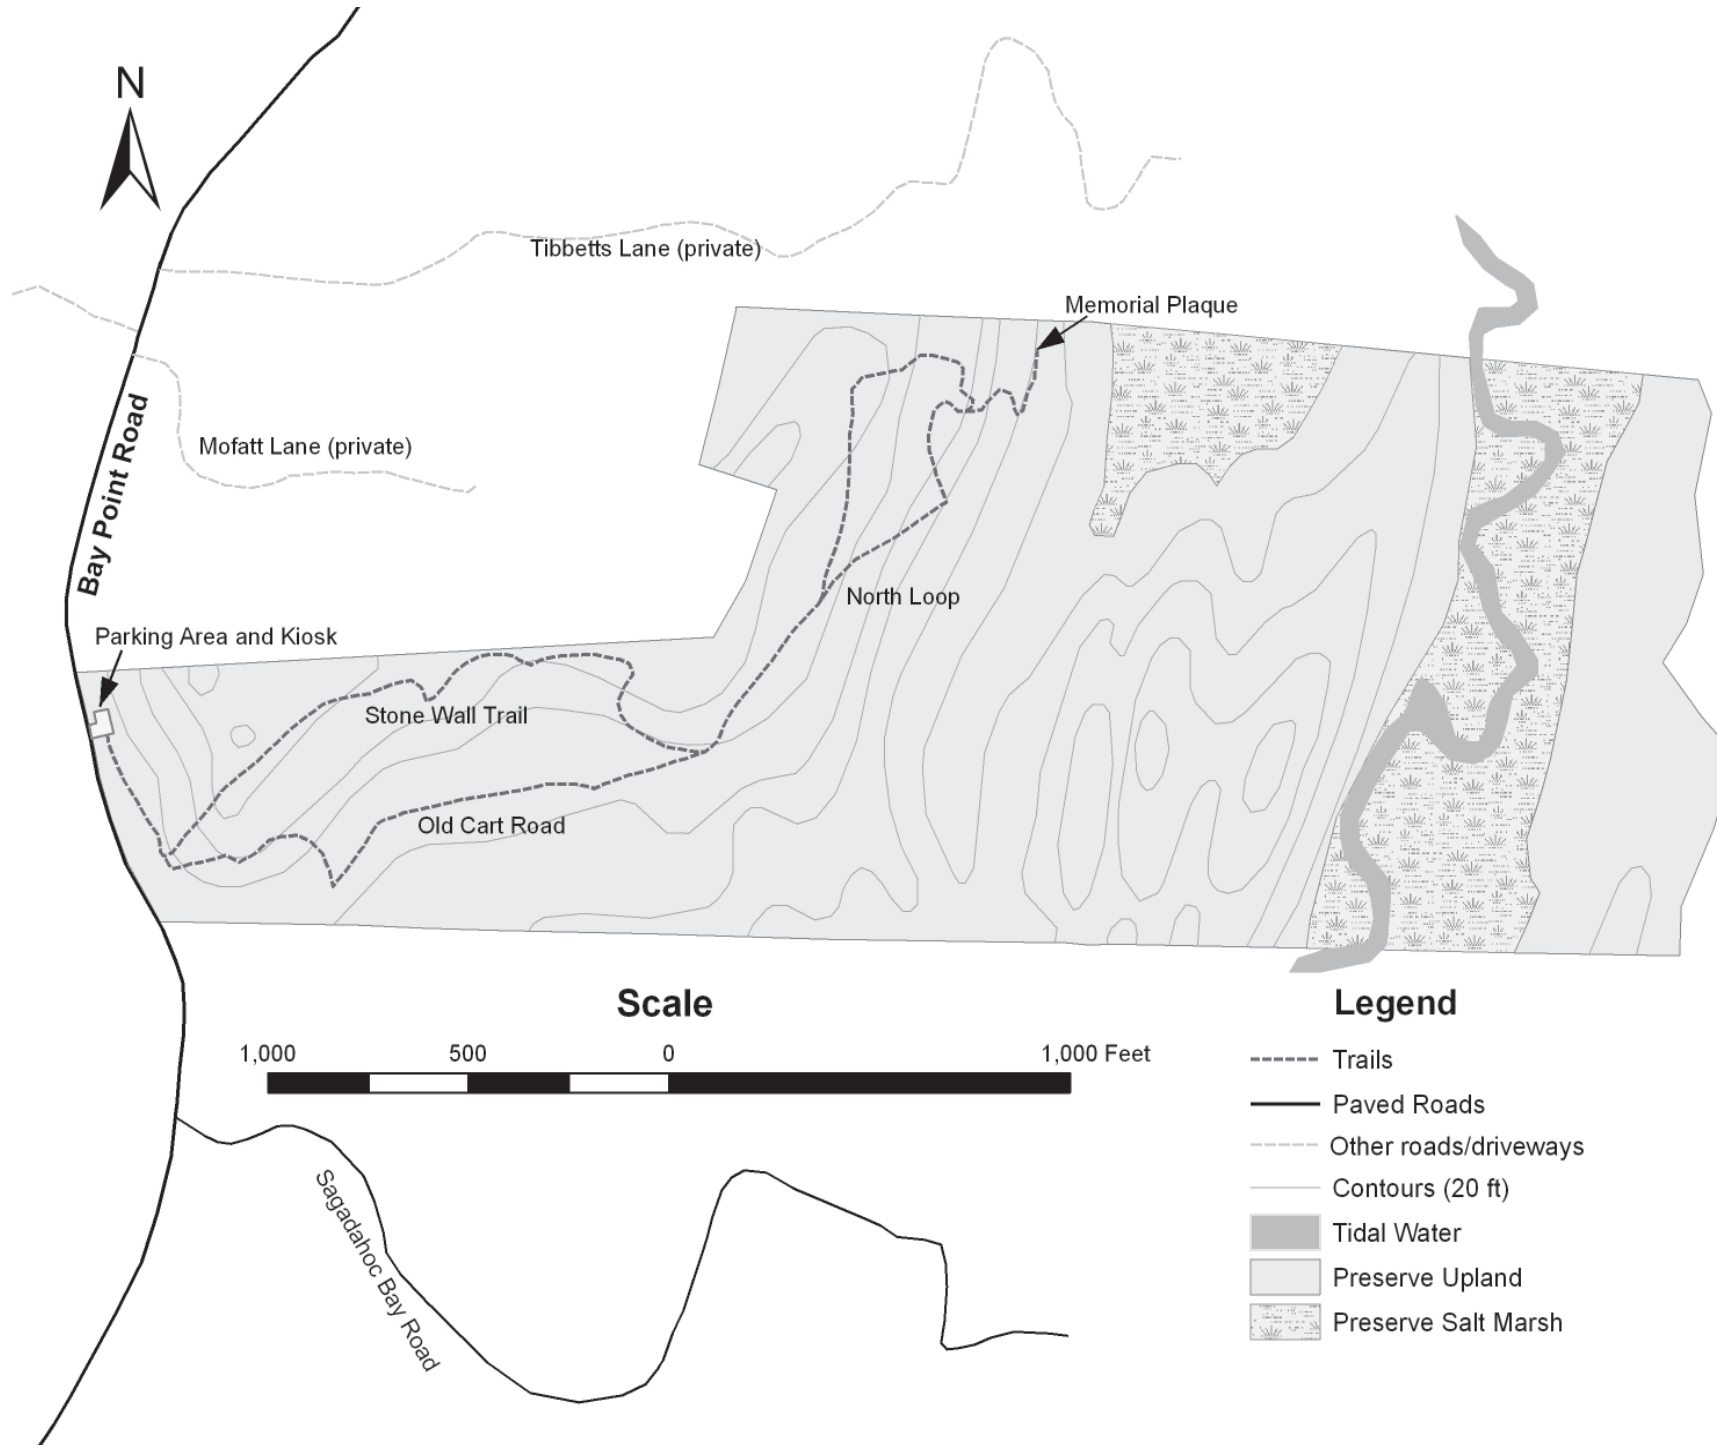 N
Tibbetts Lane (private)
Memorial Plaque
Bay Point Road
Mofatt Lane (private)
North Loop
Parking Area and Kiosk
Stone Wall Trail
Old Cart Road
Scale
1,000 500 0 1,000 Feet
Sagadahoc Bay Road
Legend
Trails
Paved Roads
Other roads/driveways
Contours (20 ft)
Tidal Water
Preserve Upland
Preserve Salt Marsh